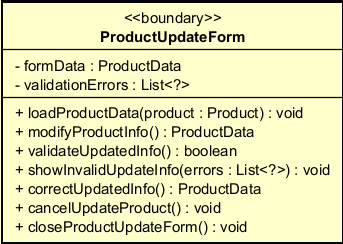 <<boundary>>
ProductUpdateForm
- formData : ProductData
- validationErrors : List<?>
+ loadProductData(product : Product) : void
+ modifyProductInfo() : ProductData
+ validateUpdatedInfo() : boolean
+ showInvalidUpdateInfo(errors : List<?>) : void
+ correctUpdatedInfo() : ProductData
+ cancelUpdateProduct() : void
+ closeProductUpdateForm() : void